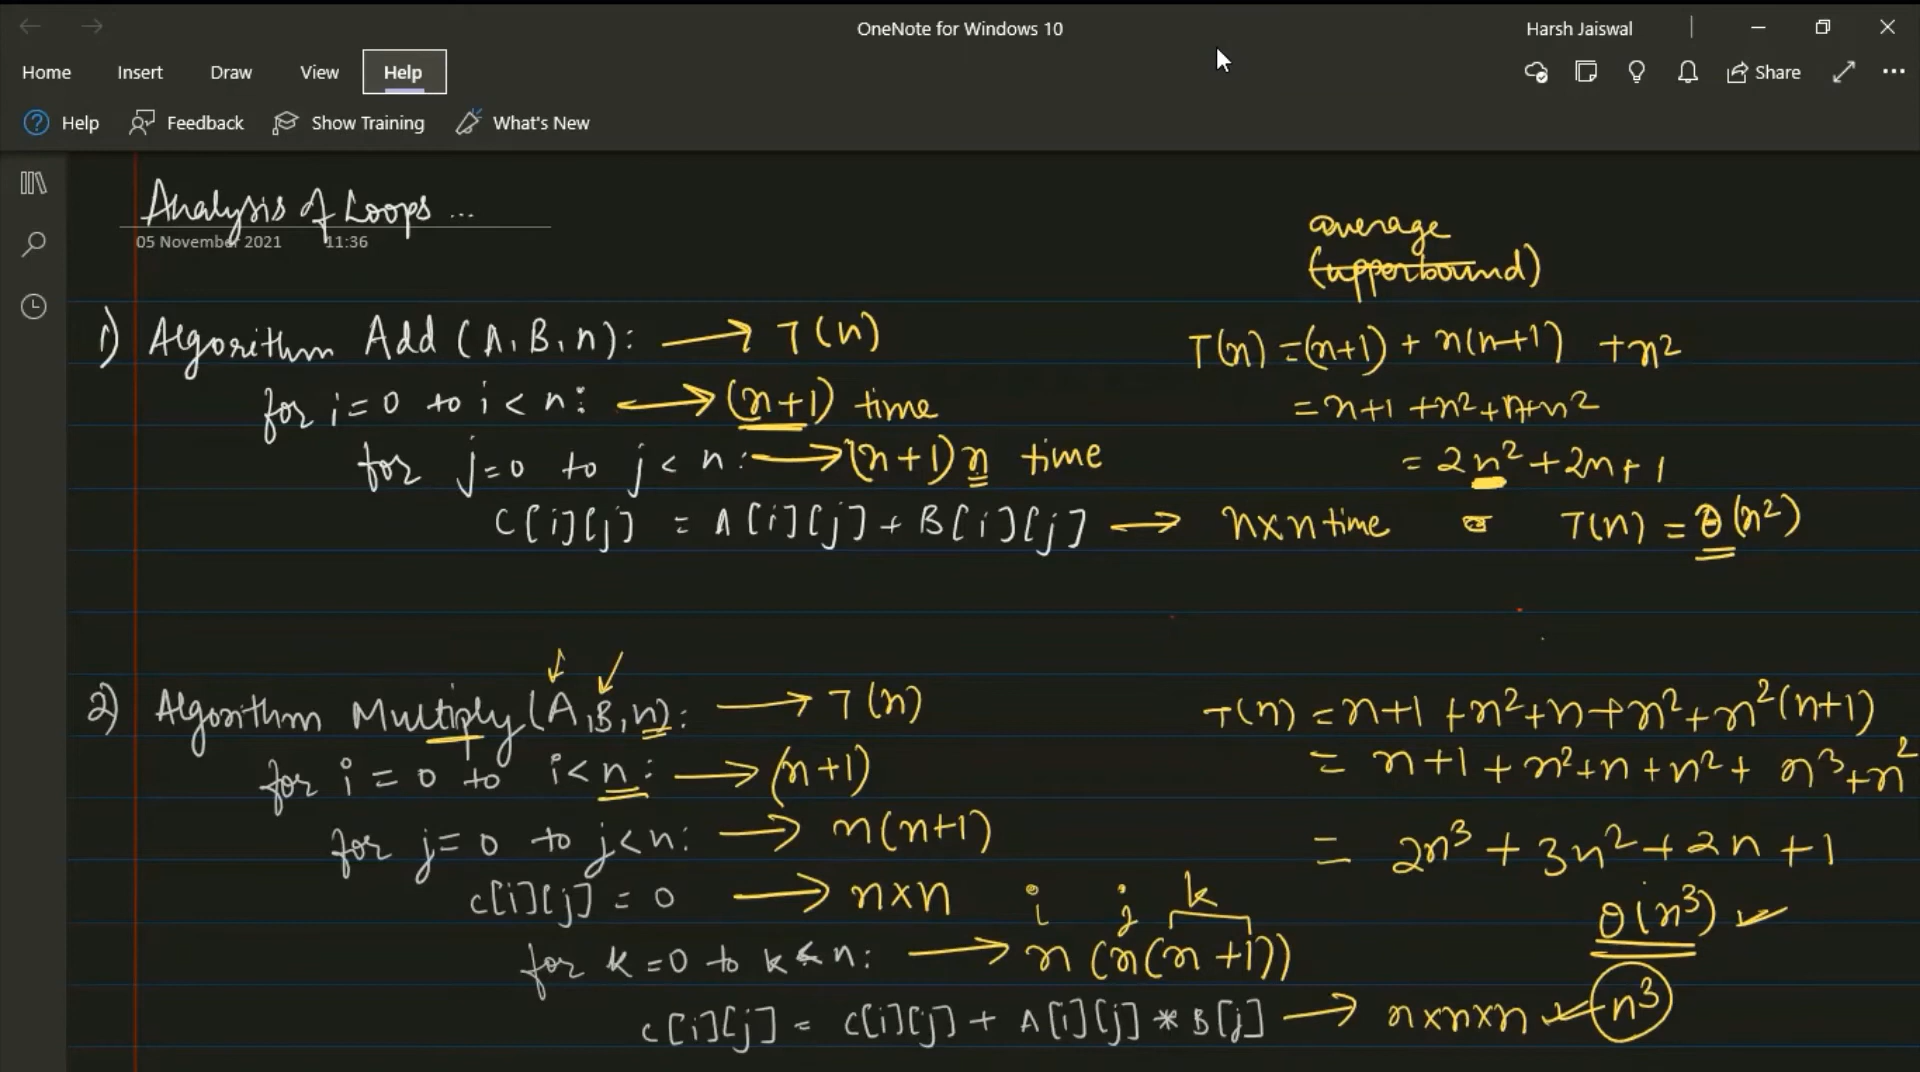 OneNote for Windows 10
Harsh Jaiswal
Home Insert Draw View Help
Share
Help Feedback Show Training What's New
Analysis of Loops ...
05 November 2021 11:36
average
(upperbound)
1) Algorithm Add (A, B, n): → T(n)
T(n) = (n+1) + n(n+1) + n²
for i = 0 to i < n: → (n+1) time
= n+1 + n² + n + n²
for j = 0 to j < n: → (n+1) n time
= 2n² + 2n + 1
C[i][j] = A[i][j] + B[i][j] → n×n time
T(n) = θ(n²)
2) Algorithm Multiply (A, B, n): → T(n)
T(n) = n+1 + n² + n + n² + n²(n+1)
for i = 0 to i < n: → (n+1)
= n+1 + n² + n + n² + n³ + n²
for j = 0 to j < n: → n(n+1)
= 2n³ + 3n² + 2n + 1
c[i][j] = 0 → n×n
i j k
θ(n³) ✓
for k = 0 to k < n: → n(n(n+1))
c[i][j] = c[i][j] + A[i][j] * B[j] → n×n×n ← n³